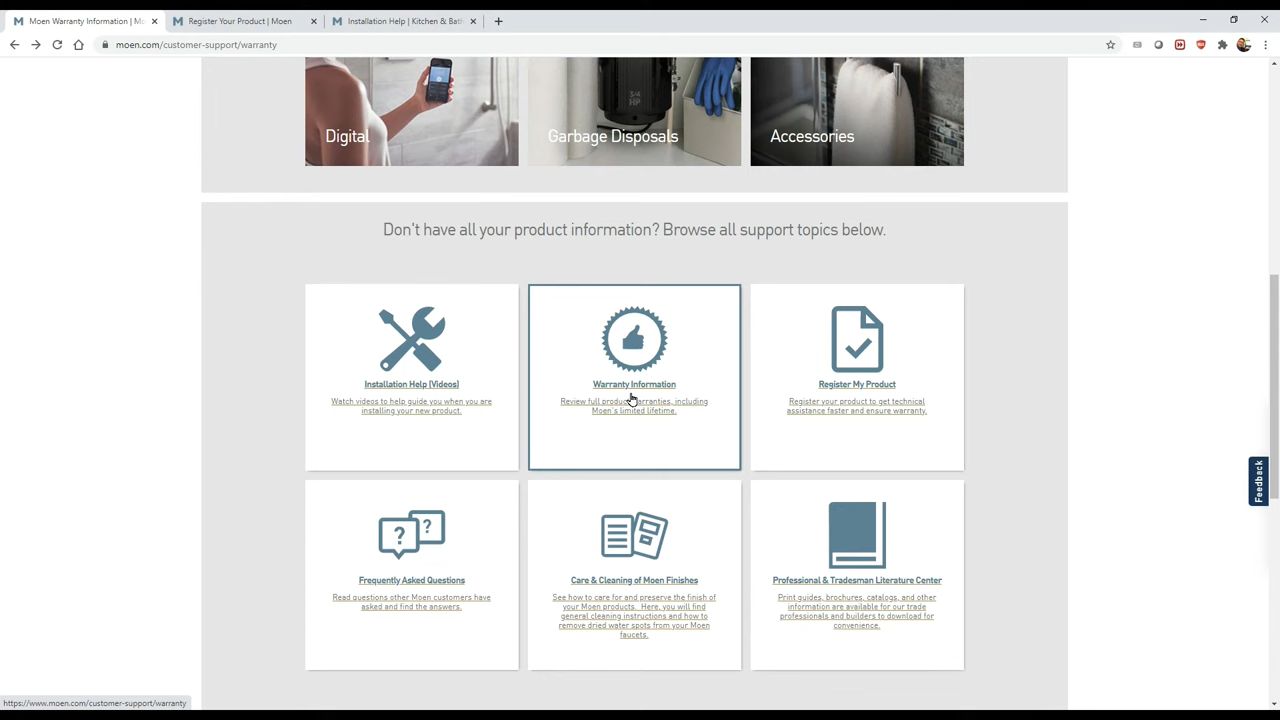 Moen Warranty Information | Mo
Register Your Product | Moen
Installation Help | Kitchen & Bath
moen.com/customer-support/warranty
3/4
HP
Digital
Garbage Disposals
Accessories
Don't have all your product information? Browse all support topics below.
Installation Help (Videos)
Watch videos to help guide you when you are
installing your new product.
Warranty Information
Review full product warranties, including
Moen's limited lifetime.
Register My Product
Register your product to get technical
assistance faster and ensure warranty.
Frequently Asked Questions
Read questions other Moen customers have
asked and find the answers.
Care & Cleaning of Moen Finishes
See how to care for and preserve the finish of
your Moen products. Here, you will find
general cleaning instructions and how to
remove dried water spots from your Moen
faucets.
Professional & Tradesman Literature Center
Print guides, brochures, catalogs, and other
information are available for our trade
professionals and builders to download for
convenience.
Feedback
https://www.moen.com/customer-support/warranty